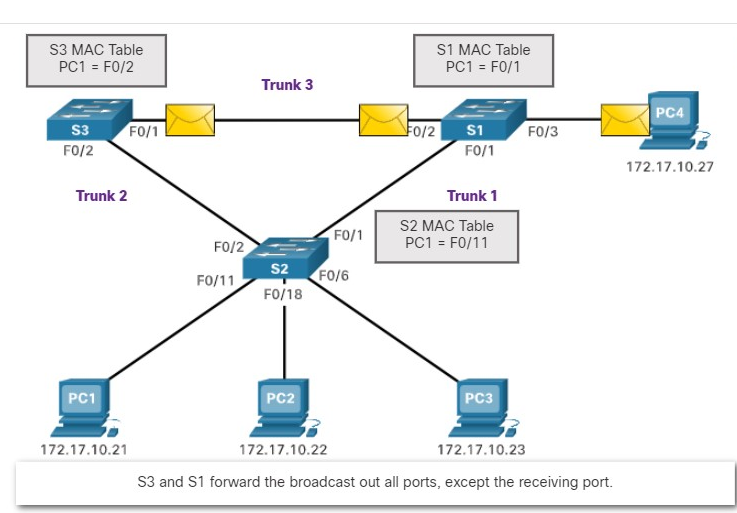 S3 MAC Table
PC1 = F0/2
S1 MAC Table
PC1 = F0/1
Trunk 3
S3
F0/1
F0/2
S1
F0/3
PC4
F0/2
F0/1
172.17.10.27
Trunk 2
Trunk 1
S2 MAC Table
PC1 = F0/11
F0/2
F0/1
S2
F0/11
F0/6
F0/18
PC1
PC2
PC3
172.17.10.21
172.17.10.22
172.17.10.23
S3 and S1 forward the broadcast out all ports, except the receiving port.